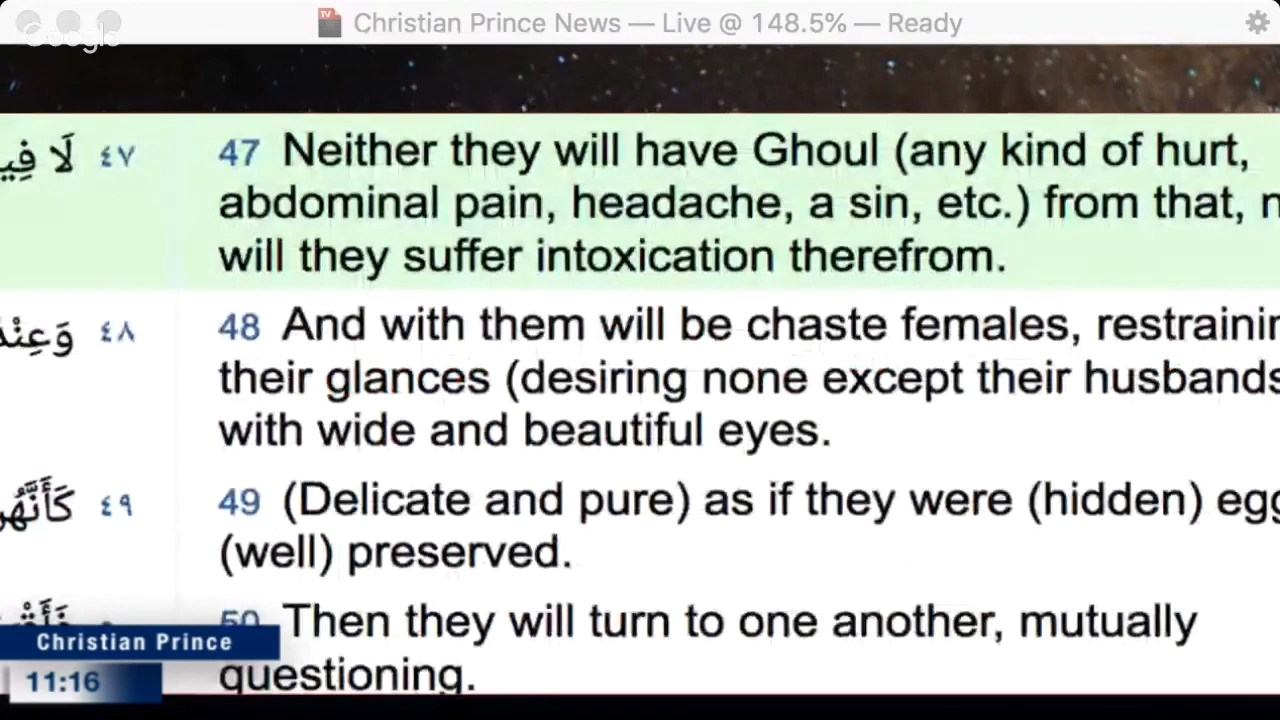 Christian Prince News — Live @ 148.5% — Ready
Google
٤٧ لَا
47 Neither they will have Ghoul (any kind of hurt,
abdominal pain, headache, a sin, etc.) from that,
will they suffer intoxication therefrom.
٤٨
48 And with them will be chaste females,
their glances (desiring none except their husbands
with wide and beautiful eyes.
٤٩
49 (Delicate and pure) as if they were (hidden)
(well) preserved.
50 Then they will turn to one another, mutually
questioning.
Christian Prince
11:16